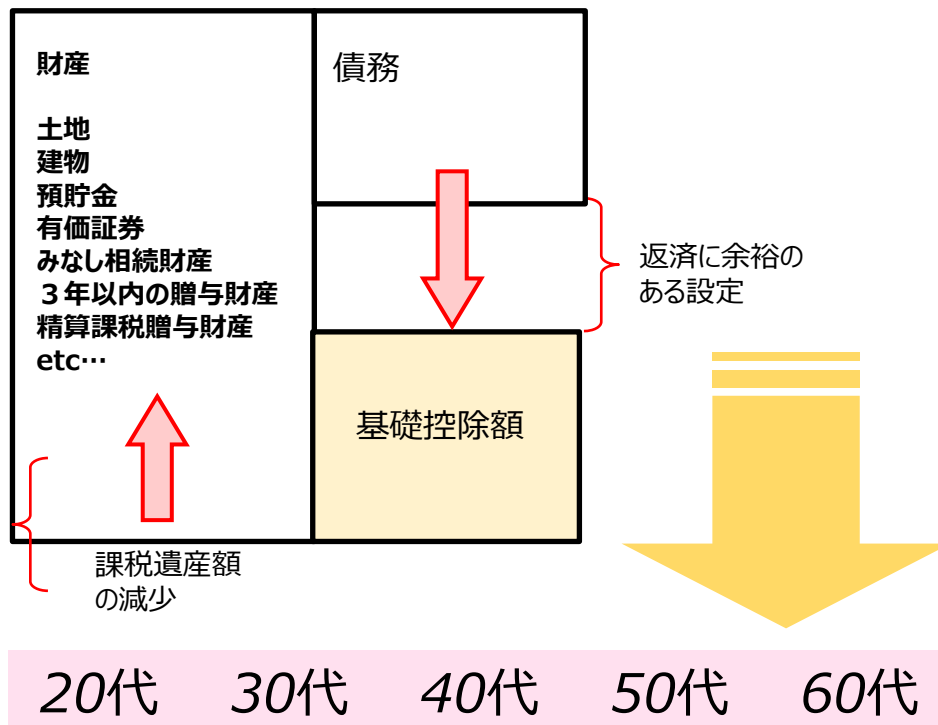 財産
土地
建物
預貯金
有価証券
みなし相続財産
３年以内の贈与財産
精算課税贈与財産
etc…
債務
返済に余裕の
ある設定
基礎控除額
課税遺産額
の減少
20代 30代 40代 50代 60代